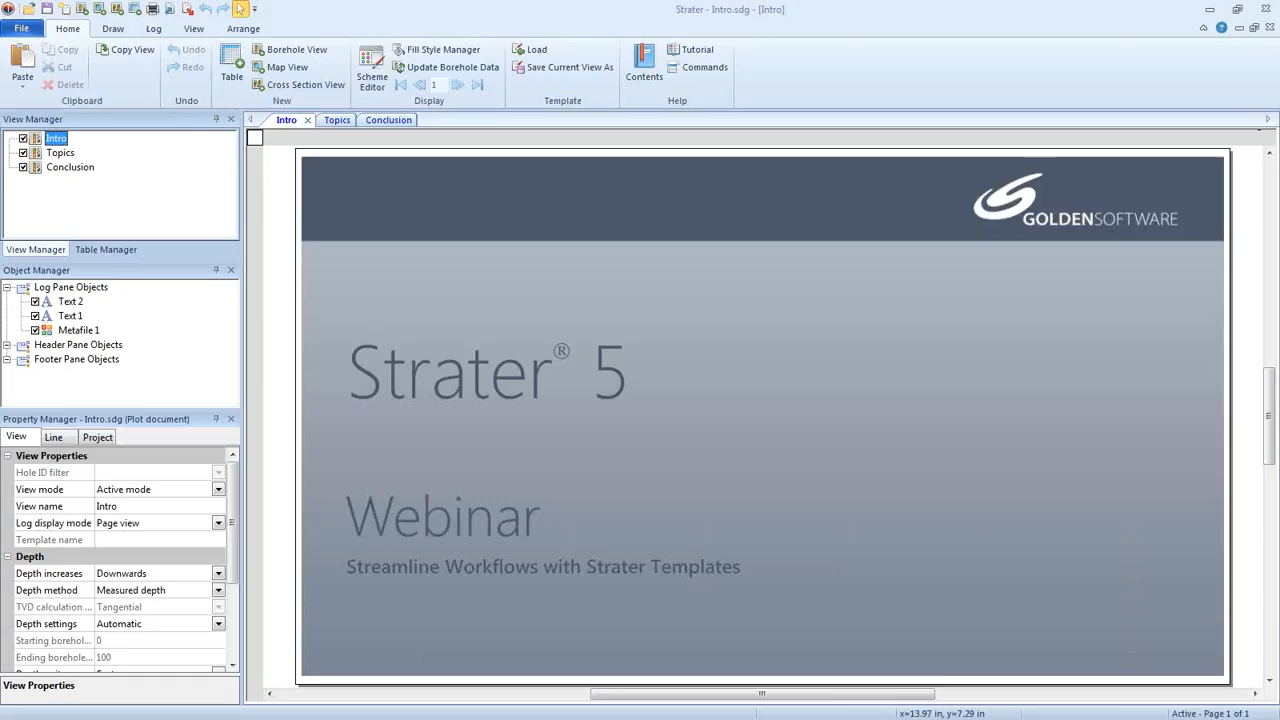 Strater - Intro.sdg - [Intro]
File Home Draw Log View Arrange
Paste
Copy
Cut
Delete
Copy View
Clipboard
Undo
Redo
Undo
Table
Borehole View
Map View
Cross Section View
New
Scheme Editor
Fill Style Manager
Update Borehole Data
1
Display
Load
Save Current View As
Template
Contents
Tutorial
Commands
Help
View Manager
Intro
Topics
Conclusion
View Manager Table Manager
Object Manager
Log Pane Objects
Text 2
Text 1
Metafile 1
Header Pane Objects
Footer Pane Objects
Property Manager - Intro.sdg (Plot document)
View Line Project
View Properties
Hole ID filter
View mode Active mode
View name Intro
Log display mode Page view
Template name
Depth
Depth increases Downwards
Depth method Measured depth
TVD calculation ... Tangential
Depth settings Automatic
Starting borehol... 0
Ending borehole... 100
View Properties
Intro Topics Conclusion
GOLDENSOFTWARE
Strater® 5
Webinar
Streamline Workflows with Strater Templates
x=13.97 in, y=7.29 in
Active - Page 1 of 1